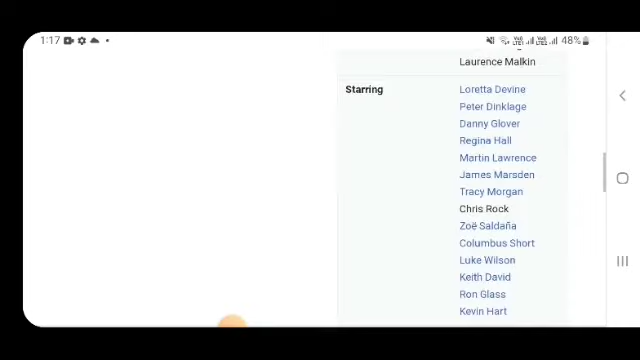 1:17
48%
Laurence Malkin
Starring
Loretta Devine
Peter Dinklage
Danny Glover
Regina Hall
Martin Lawrence
James Marsden
Tracy Morgan
Chris Rock
Zoë Saldaña
Columbus Short
Luke Wilson
Keith David
Ron Glass
Kevin Hart